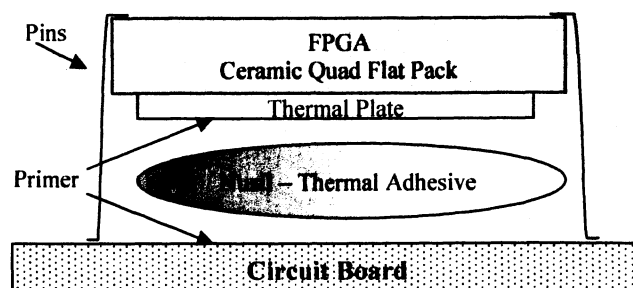 Pins
FPGA
Ceramic Quad Flat Pack
Thermal Plate
Primer
– Thermal Adhesive
Circuit Board